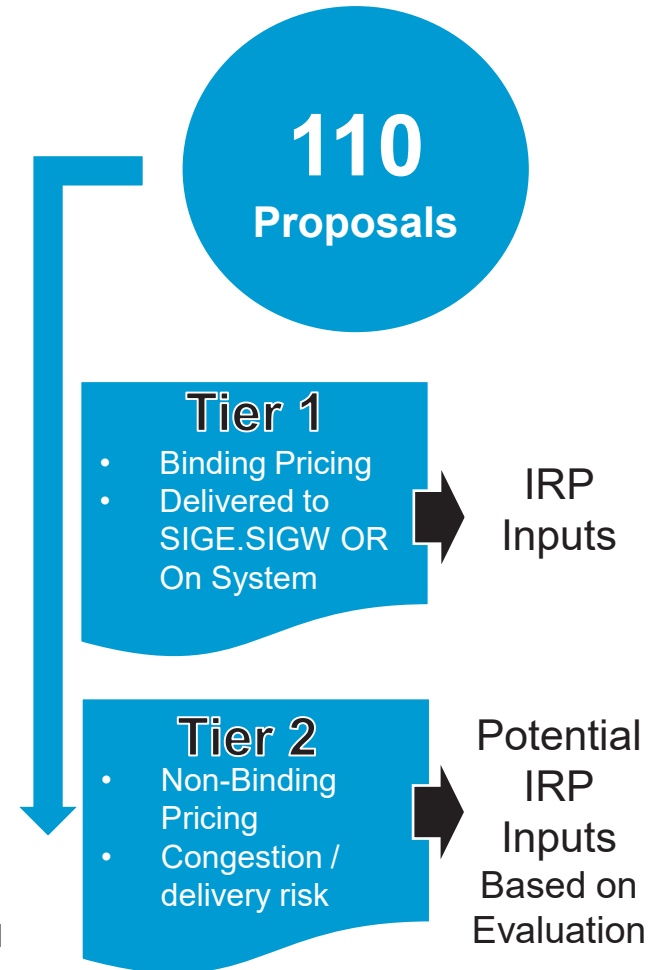 110
Proposals
Tier 1
• Binding Pricing
• Delivered to
SIGE.SIGW OR
On System
IRP
Inputs
Tier 2
• Non-Binding
Pricing
• Congestion /
delivery risk
Potential
IRP
Inputs
Based on
Evaluation